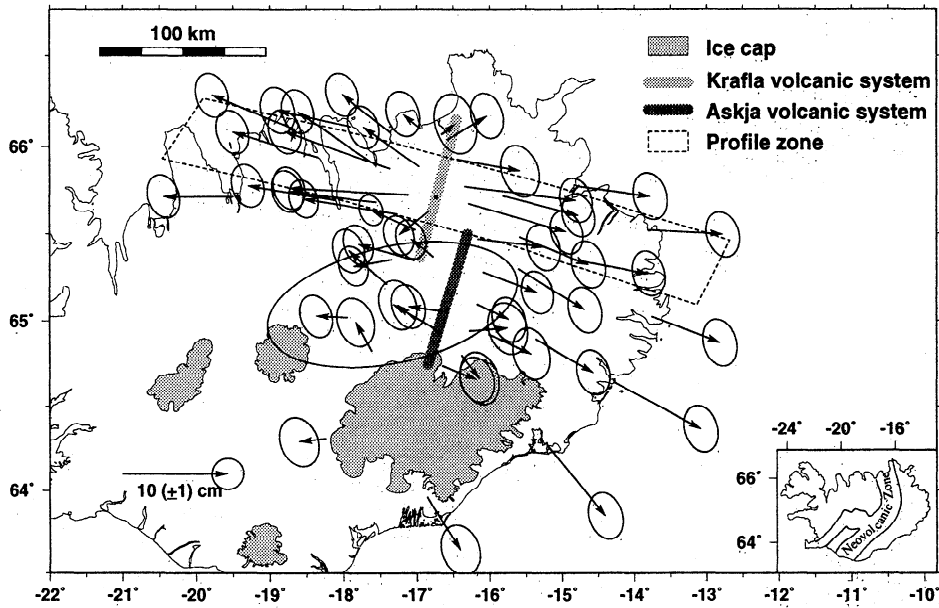 100 km
Ice cap
Krafla volcanic system
Askja volcanic system
Profile zone
66˚
65˚
64˚
10 (±1) cm
-24˚ -20˚ -16˚
66˚
64˚
Neovolcanic Zone
-22˚ -21˚ -20˚ -19˚ -18˚ -17˚ -16˚ -15˚ -14˚ -13˚ -12˚ -11˚ -10˚